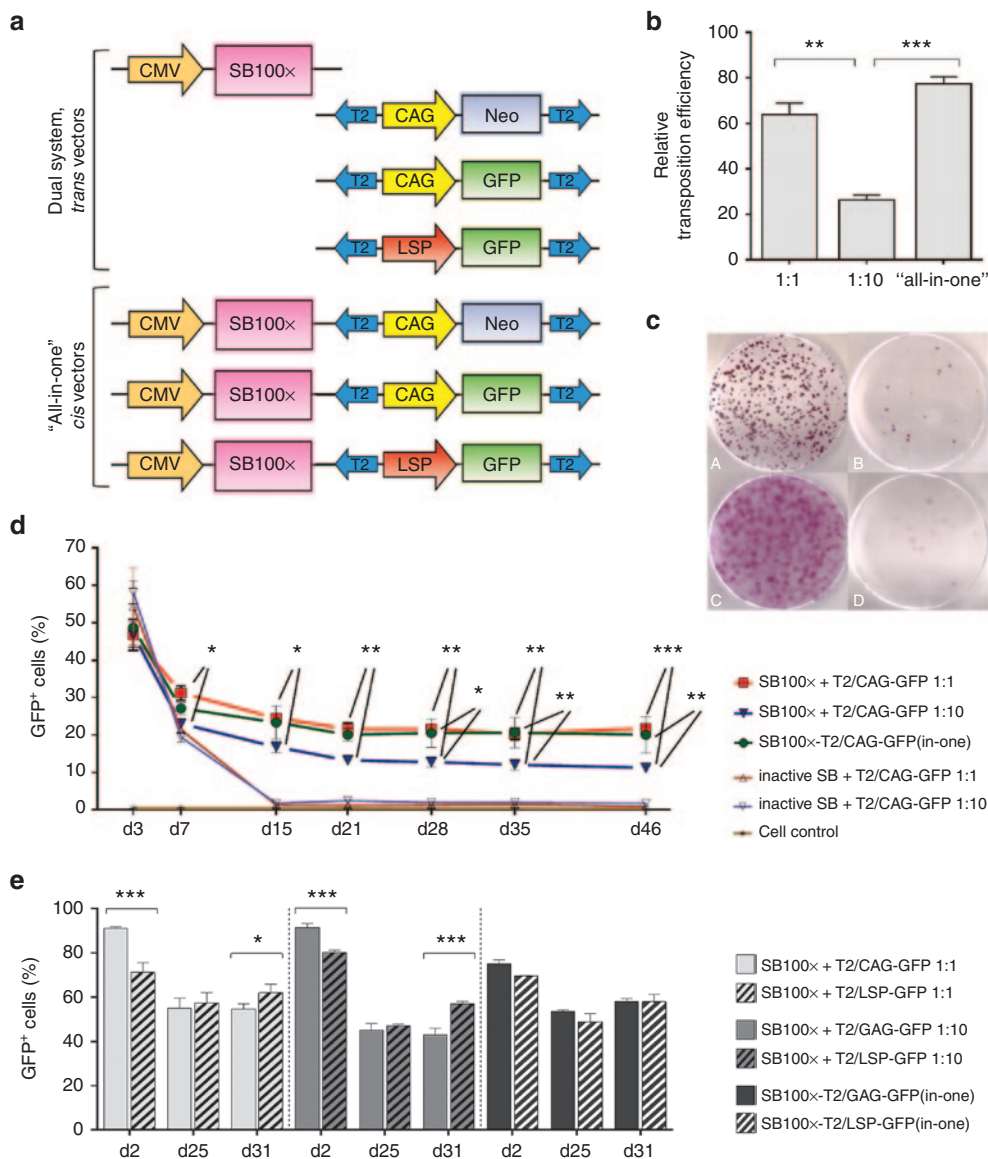 a
Dual system,
trans vectors
CMV SB100×
T2 CAG Neo T2
T2 CAG GFP T2
T2 LSP GFP T2
"All-in-one"
cis vectors
CMV SB100× T2 CAG Neo T2
CMV SB100× T2 CAG GFP T2
CMV SB100× T2 LSP GFP T2
b
Relative
transposition efficiency
100
80
60
40
20
0
** ***
1:1 1:10 "all-in-one"
c
A B
C D
d
GFP+ cells (%)
70
60
50
40
30
20
10
0
* * ** ** ** ***
* ** **
d3 d7 d15 d21 d28 d35 d46
SB100× + T2/CAG-GFP 1:1
SB100× + T2/CAG-GFP 1:10
SB100×-T2/CAG-GFP(in-one)
inactive SB + T2/CAG-GFP 1:1
inactive SB + T2/CAG-GFP 1:10
Cell control
e
GFP+ cells (%)
100
80
60
40
20
0
*** * *** ***
d2 d25 d31 d2 d25 d31 d2 d25 d31
SB100× + T2/CAG-GFP 1:1
SB100× + T2/LSP-GFP 1:1
SB100× + T2/GAG-GFP 1:10
SB100× + T2/LSP-GFP 1:10
SB100×-T2/GAG-GFP(in-one)
SB100×-T2/LSP-GFP(in-one)